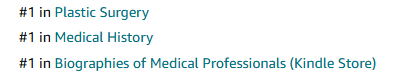 #1 in Plastic Surgery
#1 in Medical History
#1 in Biographies of Medical Professionals (Kindle Store)